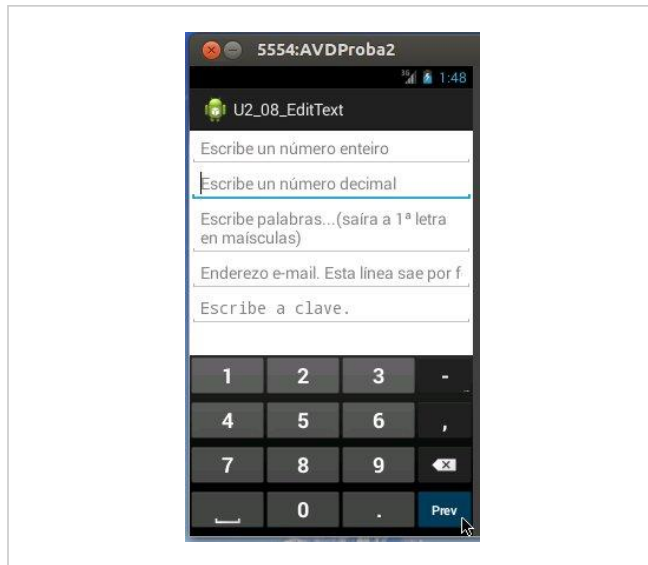 5554:AVDProba2
3G 1:48
U2_08_EditText
Escribe un número enteiro
Escribe un número decimal
Escribe palabras...(saíra a 1ª letra
en maísculas)
Enderezo e-mail. Esta línea sae por f
Escribe a clave.
1 2 3 -
4 5 6 ,
7 8 9
0 . Prev